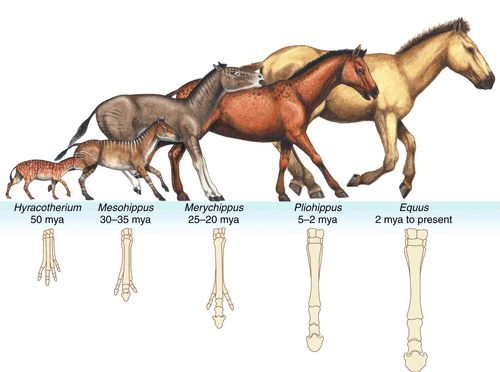 Hyracotherium Mesohippus Merychippus Pliohippus Equus
50 mya 30–35 mya 25–20 mya 5–2 mya 2 mya to present